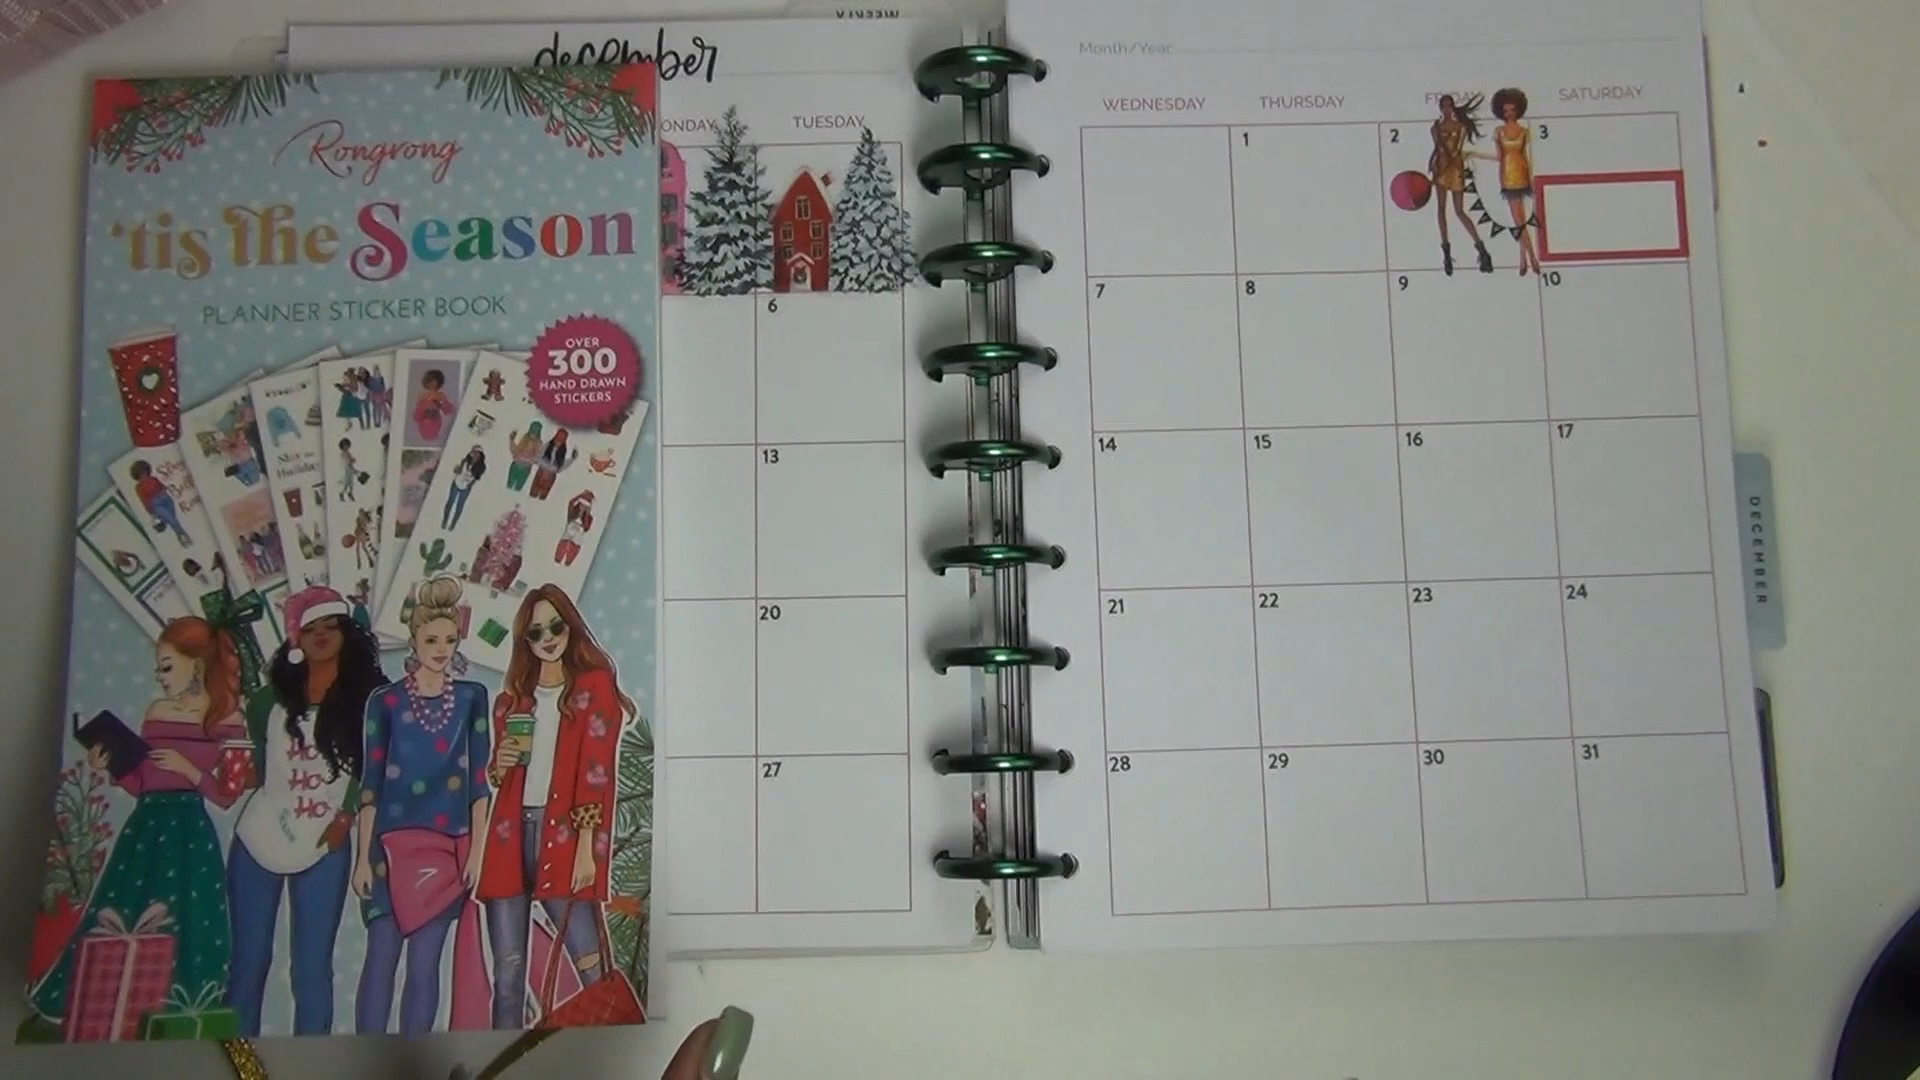 december
Rongrong
'tis the Season
PLANNER STICKER BOOK
OVER
300
HAND DRAWN
STICKERS
Ho
Ho
Ho
ONDAY
TUESDAY
6
13
20
27
Month/Year
WEDNESDAY
THURSDAY
FRIDAY
SATURDAY
1
2
3
7
8
9
10
14
15
16
17
21
22
23
24
28
29
30
31
DECEMBER